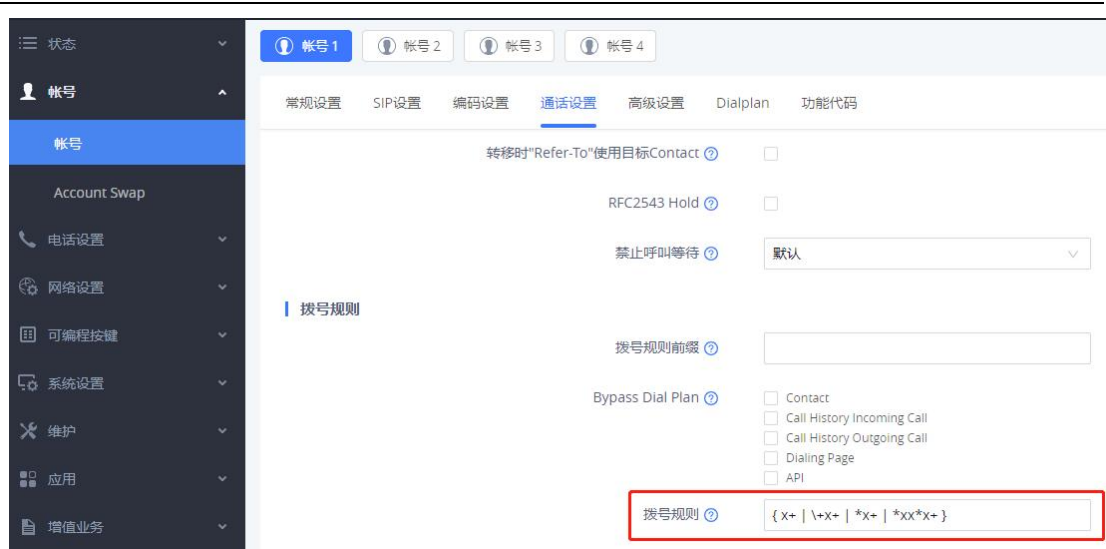 状态
帐号
帐号
Account Swap
电话设置
网络设置
可编程按键
系统设置
维护
应用
增值业务
帐号 1
帐号 2
帐号 3
帐号 4
常规设置
SIP设置
编码设置
通话设置
高级设置
Dialplan
功能代码
转移时"Refer-To"使用目标Contact
RFC2543 Hold
禁止呼叫等待
默认
拨号规则
拨号规则前缀
Bypass Dial Plan
Contact
Call History Incoming Call
Call History Outgoing Call
Dialing Page
API
拨号规则
{ x+ | \+x+ | *x+ | *xx*x+ }